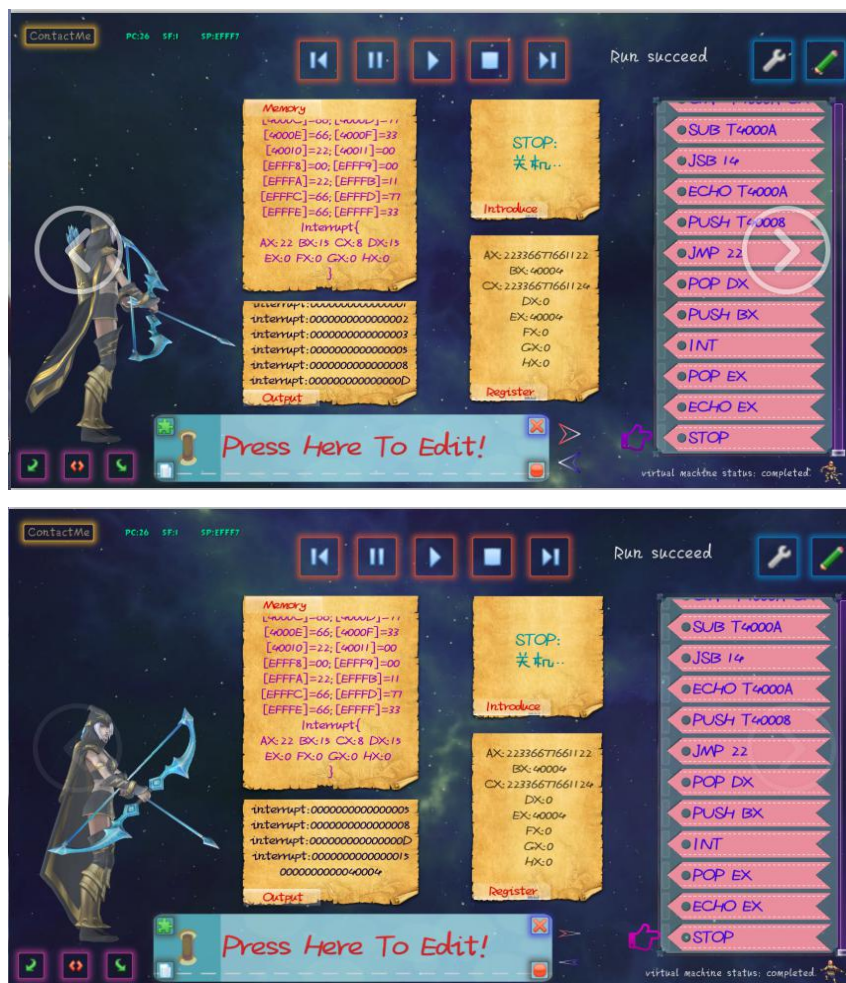 ContactMe PC:26 SF:1 SP:EFFF7
Run succeed
Memory
[4000E]=66; [4000F]=33
[40010]=22; [40011]=00
[EFFF8]=00; [EFFF9]=00
[EFFFA]=22; [EFFFB]=11
[EFFFC]=66; [EFFFD]=77
[EFFFE]=66; [EFFFF]=33
Interrupt{
AX:22 BX:15 CX:8 DX:15
EX:0 FX:0 GX:0 HX:0
}
interrupt:0000000000000002
interrupt:0000000000000003
interrupt:0000000000000005
interrupt:0000000000000008
interrupt:000000000000000D
Output
STOP:
关机..
Introduce
AX:22336677661122
BX:40004
CX:22336677661124
DX:0
EX:40004
FX:0
GX:0
HX:0
Register
SUB T4000A
JSB 14
ECHO T4000A
PUSH T40008
JMP 22
POP DX
PUSH BX
INT
POP EX
ECHO EX
STOP
Press Here To Edit!
virtual machine status: completed.
ContactMe PC:26 SF:1 SP:EFFF7
Run succeed
Memory
[4000E]=66; [4000F]=33
[40010]=22; [40011]=00
[EFFF8]=00; [EFFF9]=00
[EFFFA]=22; [EFFFB]=11
[EFFFC]=66; [EFFFD]=77
[EFFFE]=66; [EFFFF]=33
Interrupt{
AX:22 BX:15 CX:8 DX:15
EX:0 FX:0 GX:0 HX:0
}
interrupt:0000000000000005
interrupt:0000000000000008
interrupt:000000000000000D
interrupt:0000000000000015
0000000000040004
Output
STOP:
关机..
Introduce
AX:22336677661122
BX:40004
CX:22336677661124
DX:0
EX:40004
FX:0
GX:0
HX:0
Register
SUB T4000A
JSB 14
ECHO T4000A
PUSH T40008
JMP 22
POP DX
PUSH BX
INT
POP EX
ECHO EX
STOP
Press Here To Edit!
virtual machine status: completed.